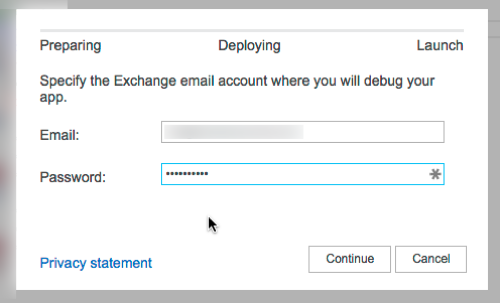 Preparing Deploying Launch
Specify the Exchange email account where you will debug your
app.
Email:
Password: ••••••••••
Privacy statement Continue Cancel